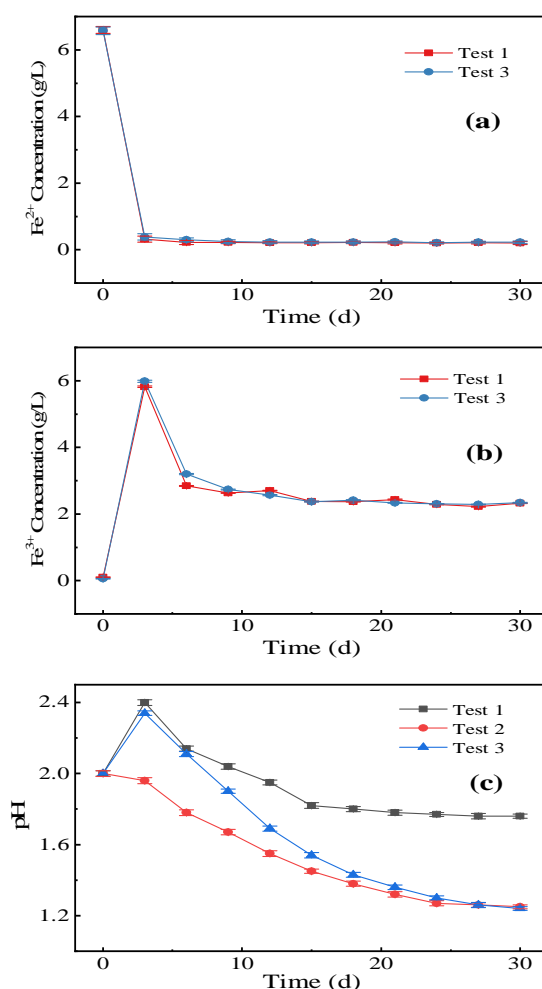 6
4
2
0
Fe²⁺ Concentration (g/L)
Test 1
Test 3
(a)
0 10 20 30
Time (d)
6
4
2
0
Fe³⁺ Concentration (g/L)
Test 1
Test 3
(b)
0 10 20 30
Time (d)
2.4
2.0
1.6
1.2
pH
Test 1
Test 2
Test 3
(c)
0 10 20 30
Time (d)